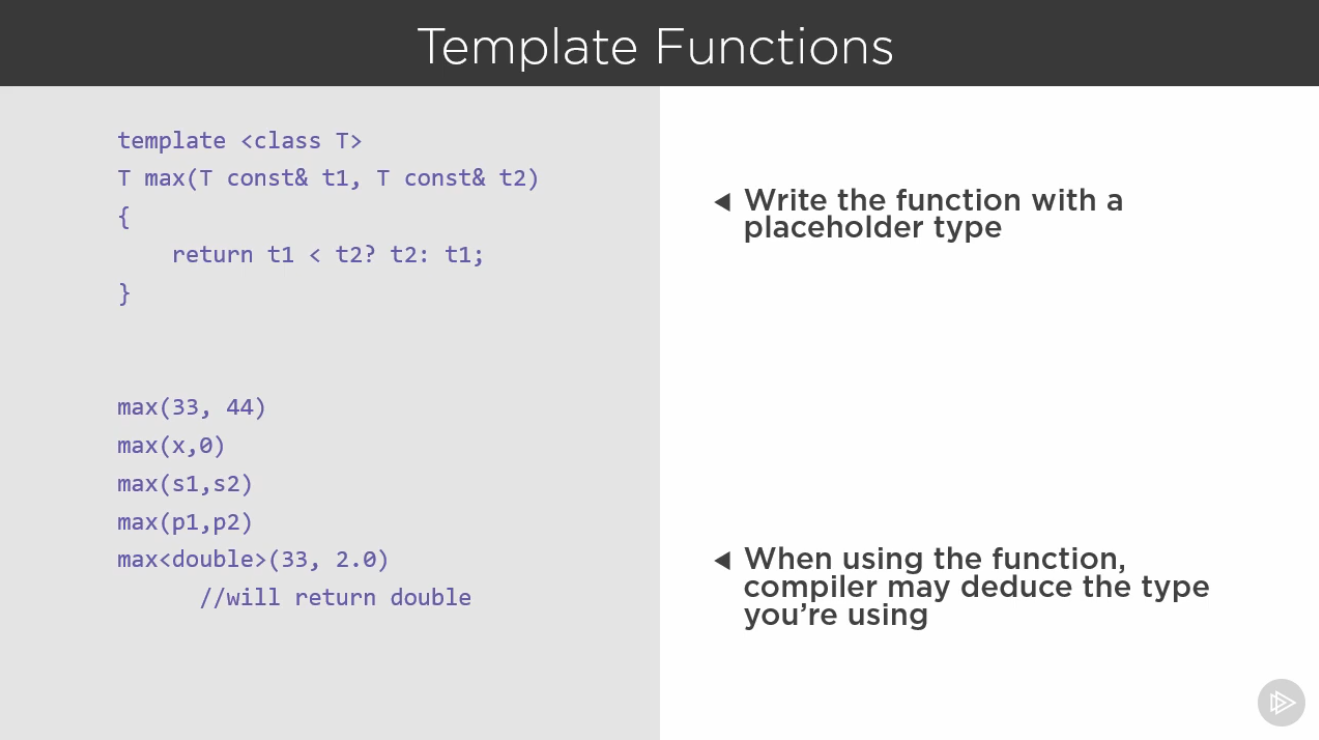 Template Functions
template <class T>
T max(T const& t1, T const& t2)
{
    return t1 < t2? t2: t1;
}
max(33, 44)
max(x,0)
max(s1,s2)
max(p1,p2)
max<double>(33, 2.0)
      //will return double
Write the function with a
placeholder type
When using the function,
compiler may deduce the type
you’re using